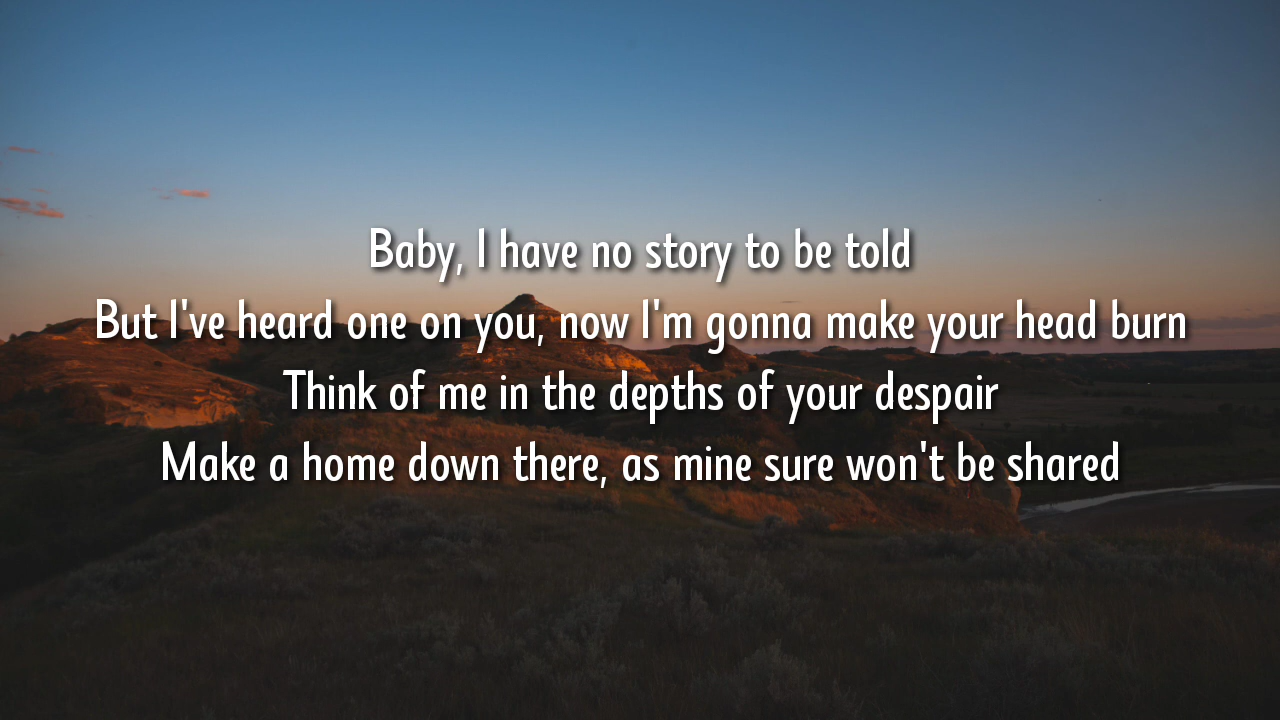 Baby, I have no story to be told
But I've heard one on you, now I'm gonna make your head burn
Think of me in the depths of your despair
Make a home down there, as mine sure won't be shared